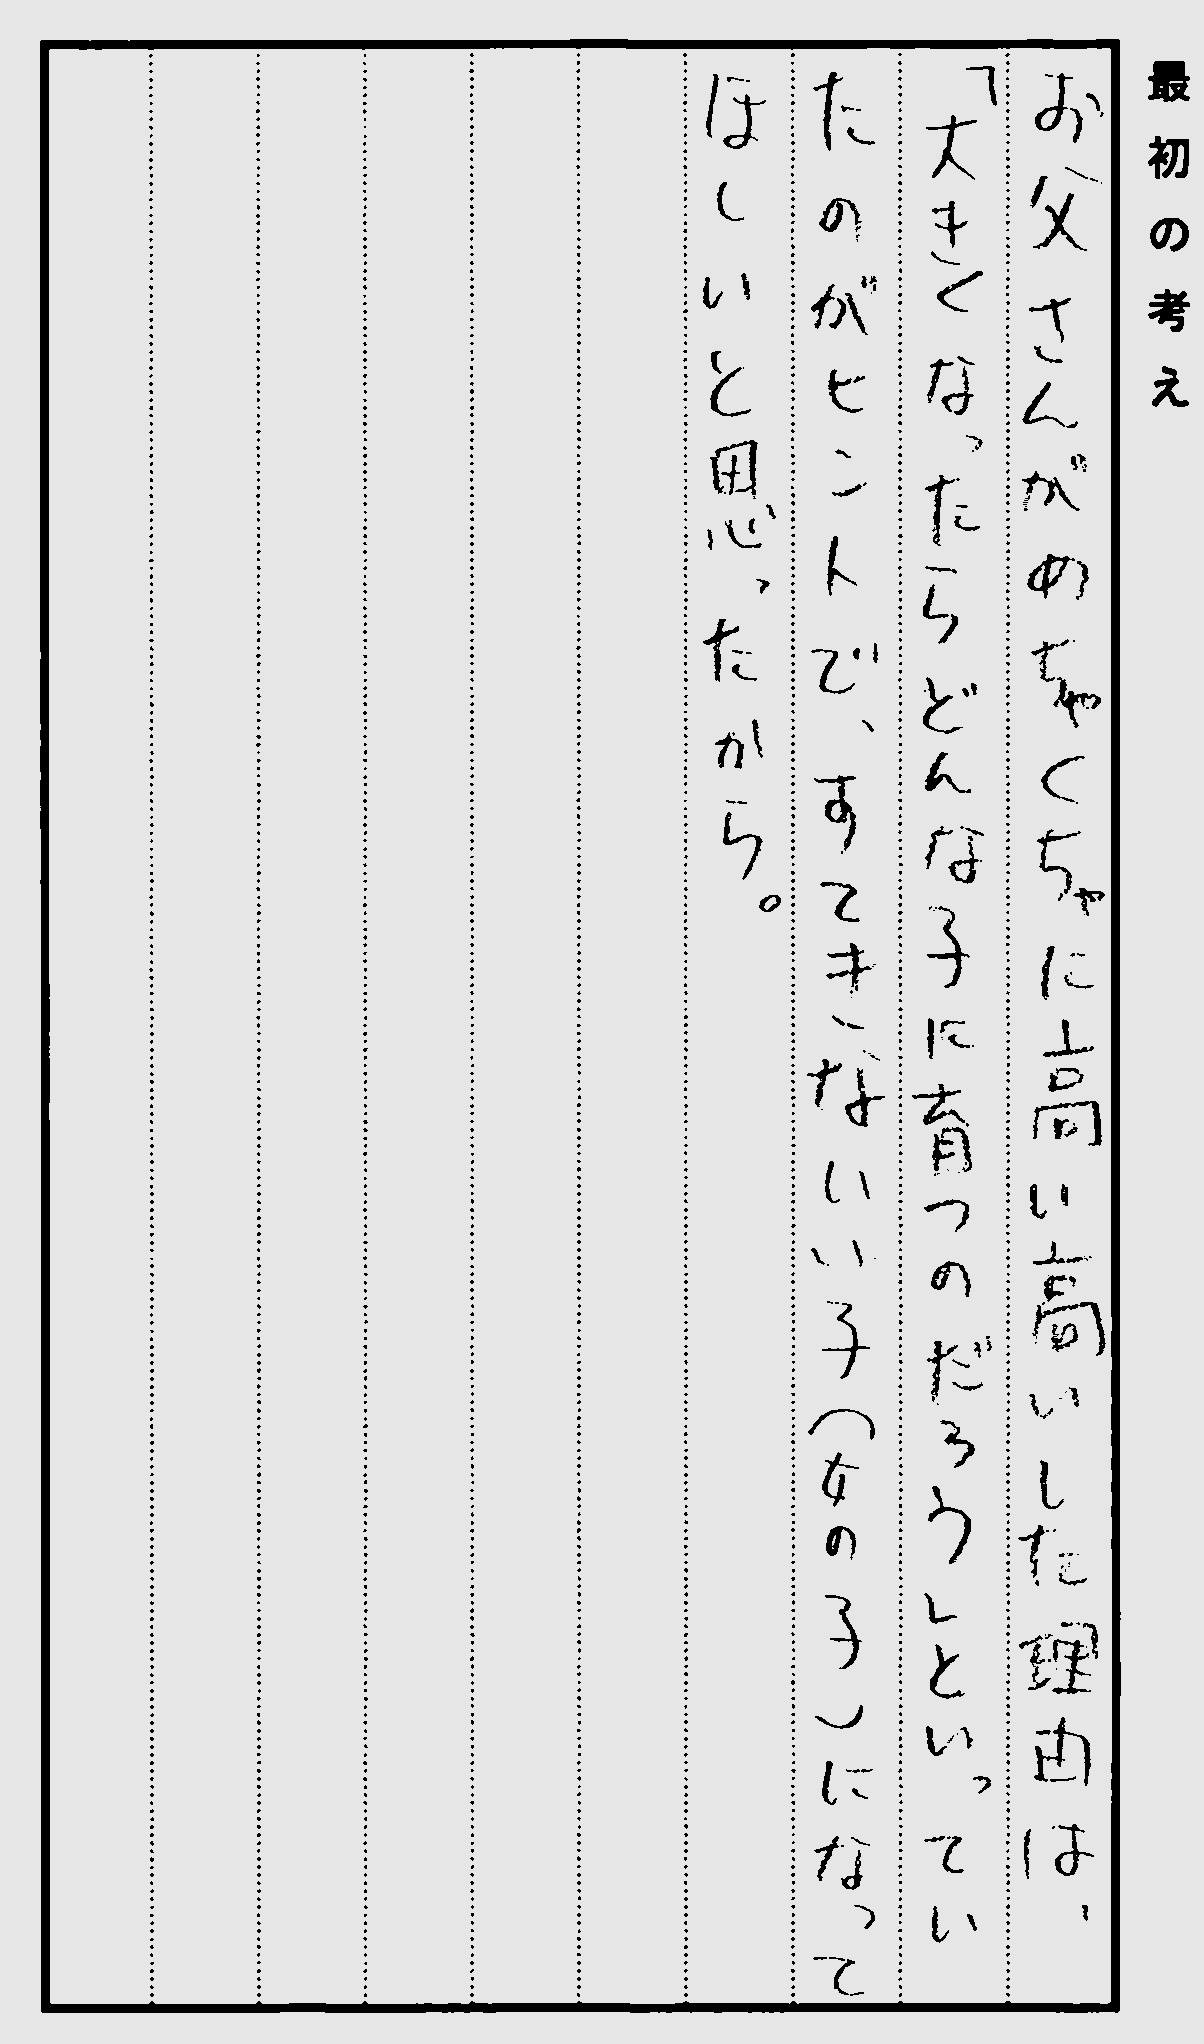 最初の考え
お父さんがめちゃくちゃに高い高いした理由は、
「大きくなったらどんな子に育つのだろう」といってい
たのがヒントで、すてきないい子(女の子)になって
ほしいと思ったから。